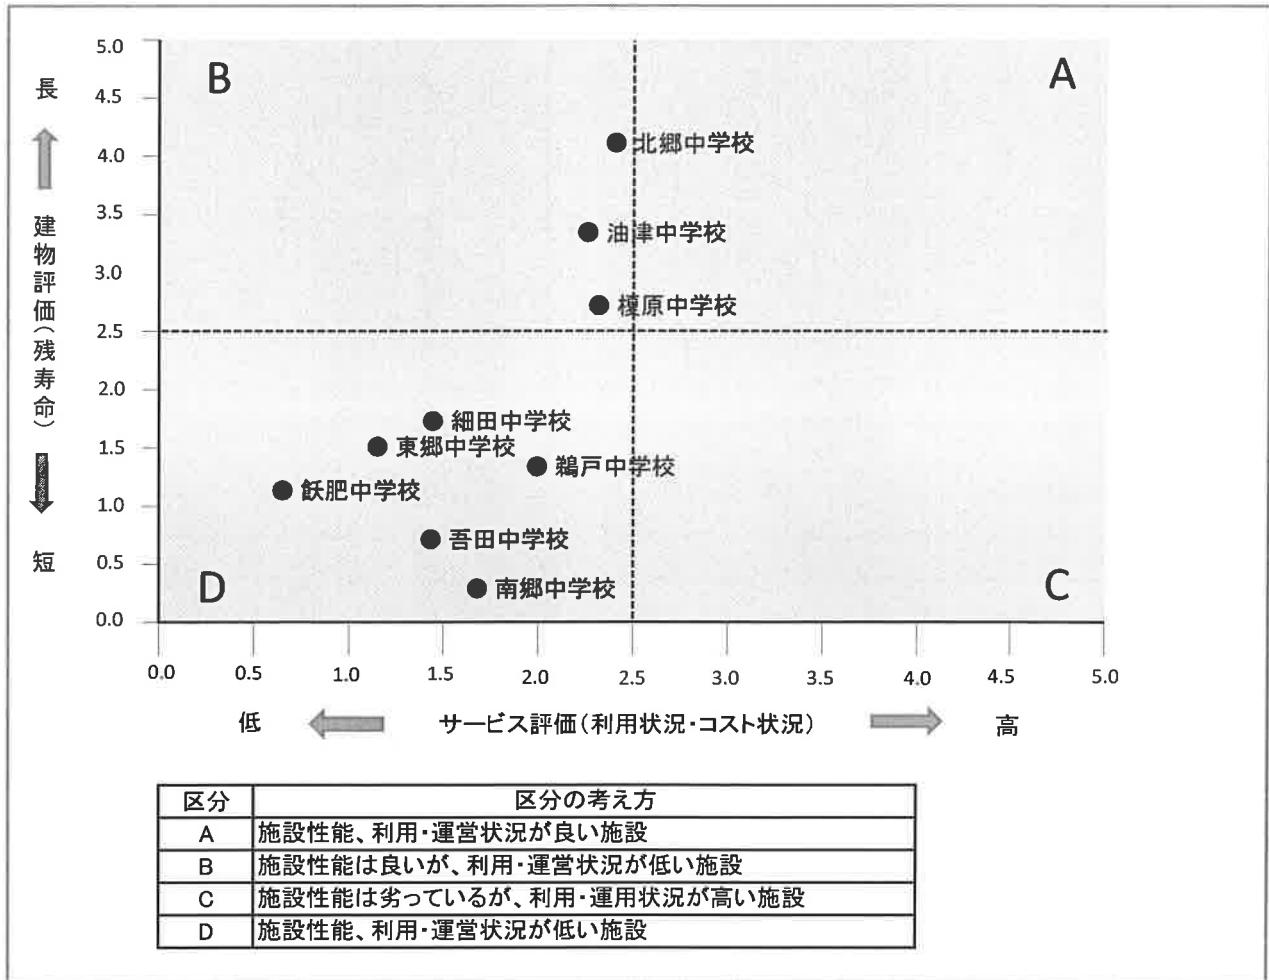 5.0
4.5
4.0
3.5
3.0
2.5
2.0
1.5
1.0
0.5
0.0
長
建物評価(残寿命)
短
B
A
D
C
北郷中学校
油津中学校
榎原中学校
細田中学校
東郷中学校
鵜戸中学校
飫肥中学校
吾田中学校
南郷中学校
0.0 0.5 1.0 1.5 2.0 2.5 3.0 3.5 4.0 4.5 5.0
低 サービス評価(利用状況・コスト状況) 高
区分 区分の考え方
A 施設性能、利用・運営状況が良い施設
B 施設性能は良いが、利用・運営状況が低い施設
C 施設性能は劣っているが、利用・運用状況が高い施設
D 施設性能、利用・運営状況が低い施設